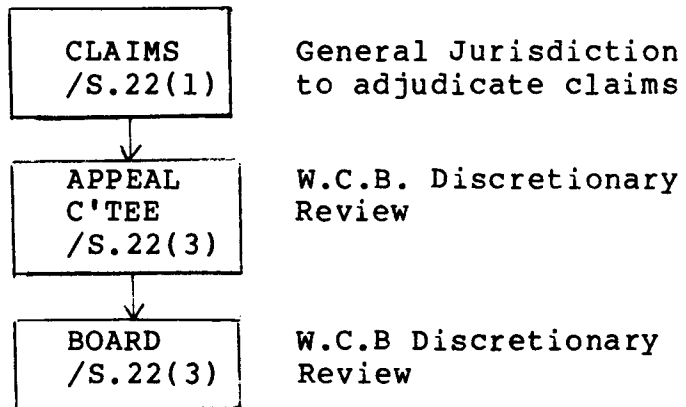 CLAIMS
/S.22(1)
General Jurisdiction
to adjudicate claims
APPEAL
C'TEE
/S.22(3)
W.C.B. Discretionary
Review
BOARD
/S.22(3)
W.C.B Discretionary
Review